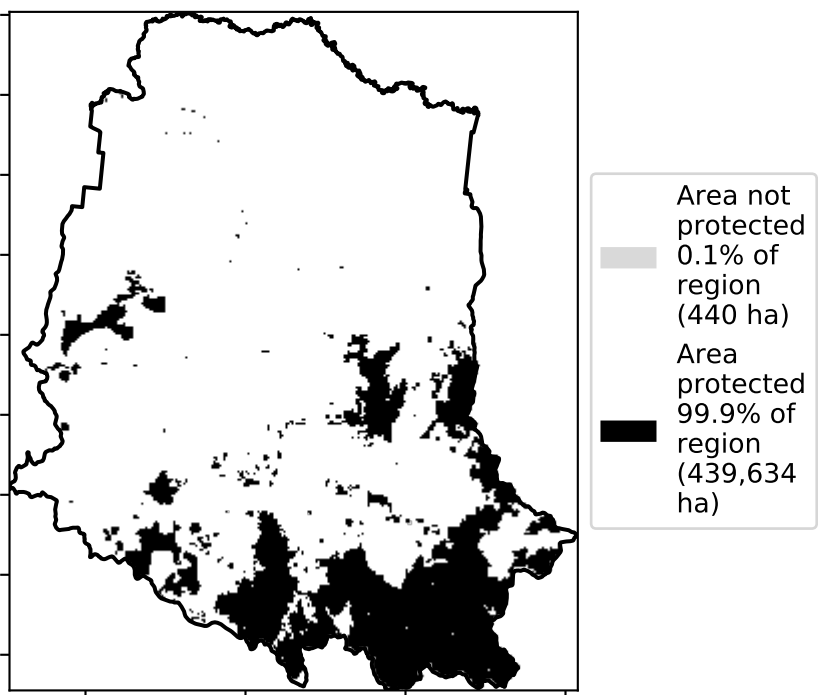 Area not
protected
0.1% of
region
(440 ha)
Area
protected
99.9% of
region
(439,634
ha)